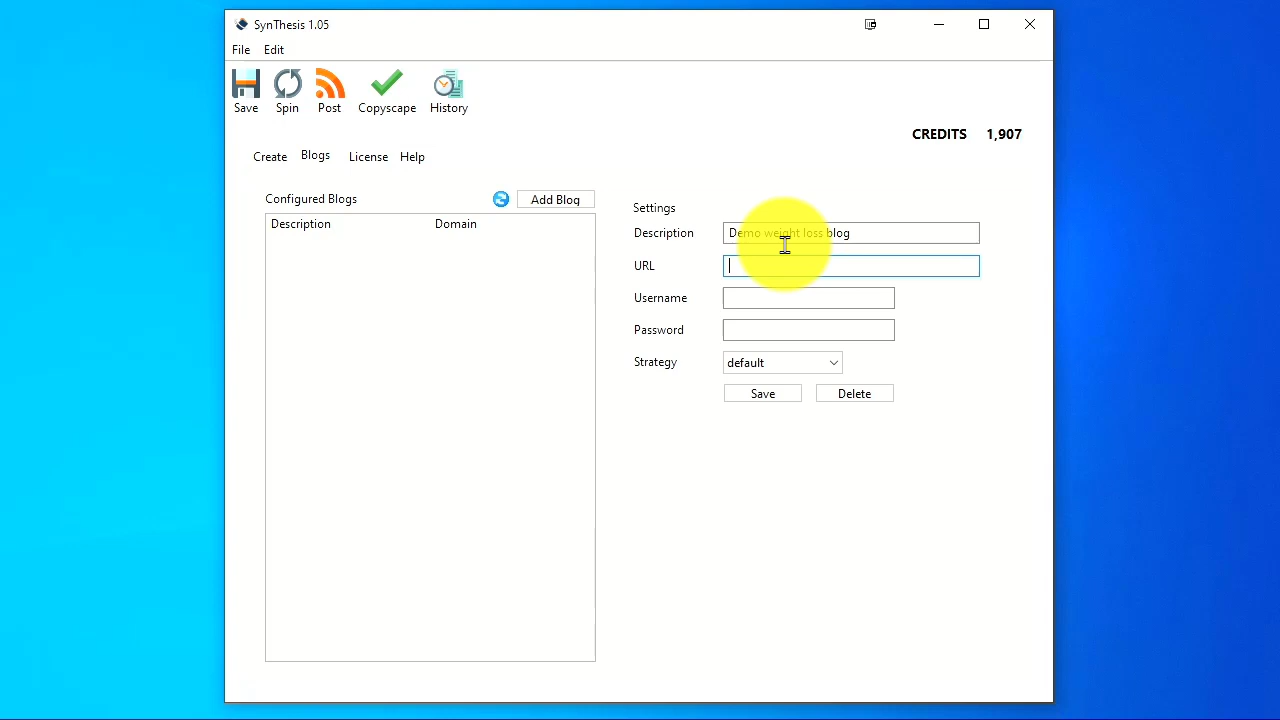 SynThesis 1.05
File Edit
Save Spin Post Copyscape History
CREDITS 1,907
Create Blogs License Help
Configured Blogs Add Blog
Description Domain
Settings
Description Demo weight loss blog
URL
Username
Password
Strategy default
Save Delete